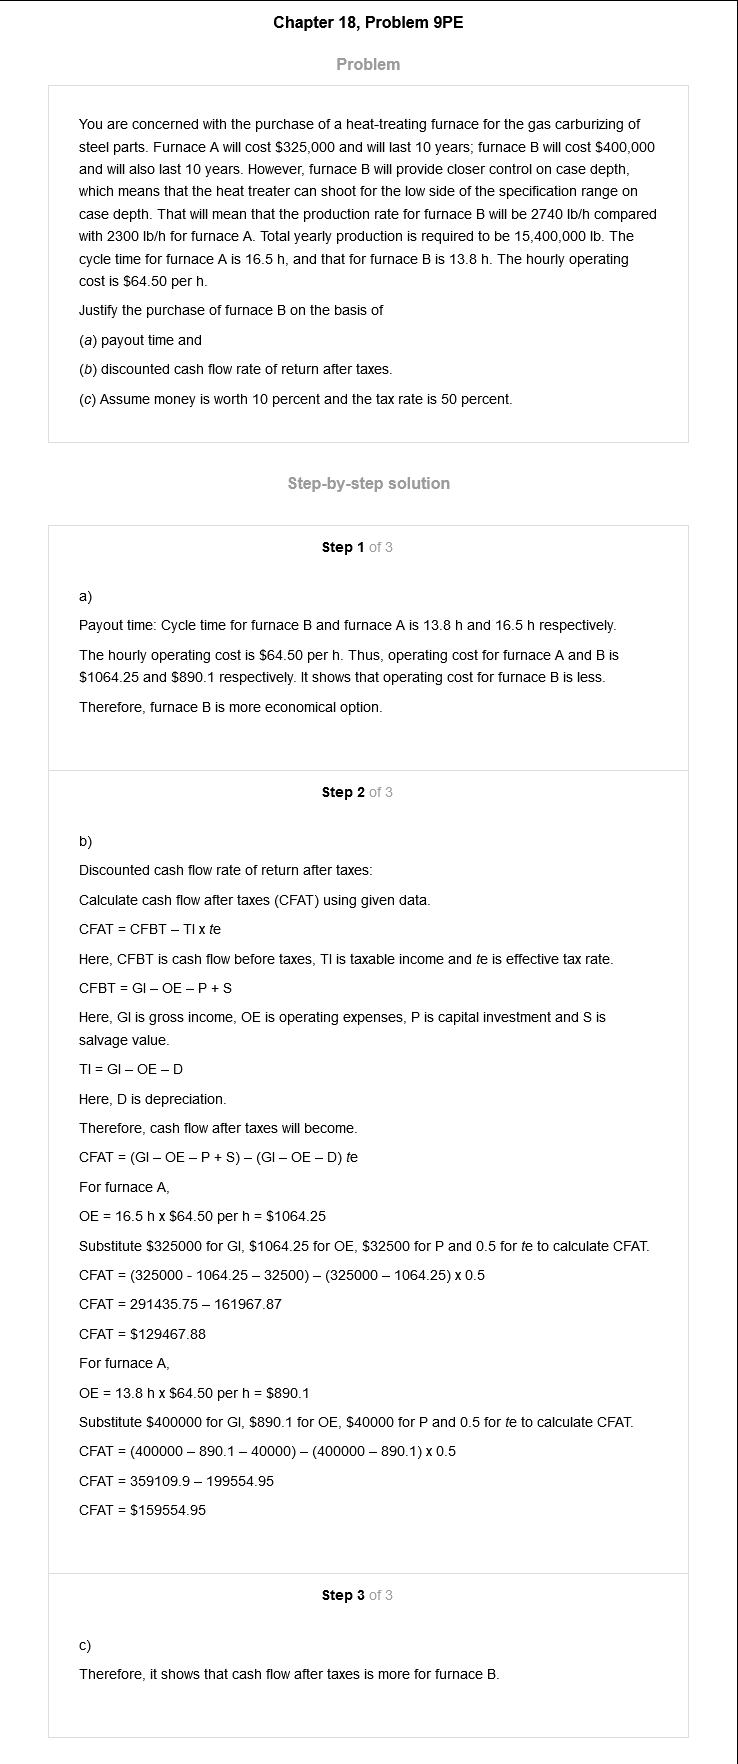 Chapter 18, Problem 9PE
Problem
You are concerned with the purchase of a heat-treating furnace for the gas carburizing of
steel parts. Furnace A will cost $325,000 and will last 10 years; furnace B will cost $400,000
and will also last 10 years. However, furnace B will provide closer control on case depth,
which means that the heat treater can shoot for the low side of the specification range on
case depth. That will mean that the production rate for furnace B will be 2740 lb/h compared
with 2300 lb/h for furnace A. Total yearly production is required to be 15,400,000 lb. The
cycle time for furnace A is 16.5 h, and that for furnace B is 13.8 h. The hourly operating
cost is $64.50 per h.
Justify the purchase of furnace B on the basis of
(a) payout time and
(b) discounted cash flow rate of return after taxes.
(c) Assume money is worth 10 percent and the tax rate is 50 percent.
Step-by-step solution
Step 1 of 3
a)
Payout time: Cycle time for furnace B and furnace A is 13.8 h and 16.5 h respectively.
The hourly operating cost is $64.50 per h. Thus, operating cost for furnace A and B is
$1064.25 and $890.1 respectively. It shows that operating cost for furnace B is less.
Therefore, furnace B is more economical option.
Step 2 of 3
b)
Discounted cash flow rate of return after taxes:
Calculate cash flow after taxes (CFAT) using given data.
CFAT = CFBT – TI x te
Here, CFBT is cash flow before taxes, TI is taxable income and te is effective tax rate.
CFBT = GI – OE – P + S
Here, GI is gross income, OE is operating expenses, P is capital investment and S is
salvage value.
TI = GI – OE – D
Here, D is depreciation.
Therefore, cash flow after taxes will become.
CFAT = (GI – OE – P + S) – (GI – OE – D) te
For furnace A,
OE = 16.5 h x $64.50 per h = $1064.25
Substitute $325000 for GI, $1064.25 for OE, $32500 for P and 0.5 for te to calculate CFAT.
CFAT = (325000 - 1064.25 – 32500) – (325000 – 1064.25) x 0.5
CFAT = 291435.75 – 161967.87
CFAT = $129467.88
For furnace A,
OE = 13.8 h x $64.50 per h = $890.1
Substitute $400000 for GI, $890.1 for OE, $40000 for P and 0.5 for te to calculate CFAT.
CFAT = (400000 – 890.1 – 40000) – (400000 – 890.1) x 0.5
CFAT = 359109.9 – 199554.95
CFAT = $159554.95
Step 3 of 3
c)
Therefore, it shows that cash flow after taxes is more for furnace B.